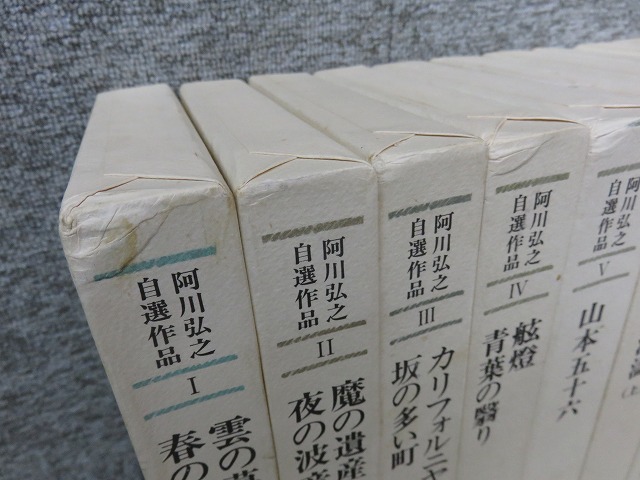 阿川弘之
自選作品
I
雲の
春の
阿川弘之
自選作品
II
魔の遺産
夜の波音
阿川弘之
自選作品
III
カリフォルニヤ
坂の多い町
阿川弘之
自選作品
IV
舷燈
青葉の翳り
阿川弘之
自選作品
V
山本五十六
(上